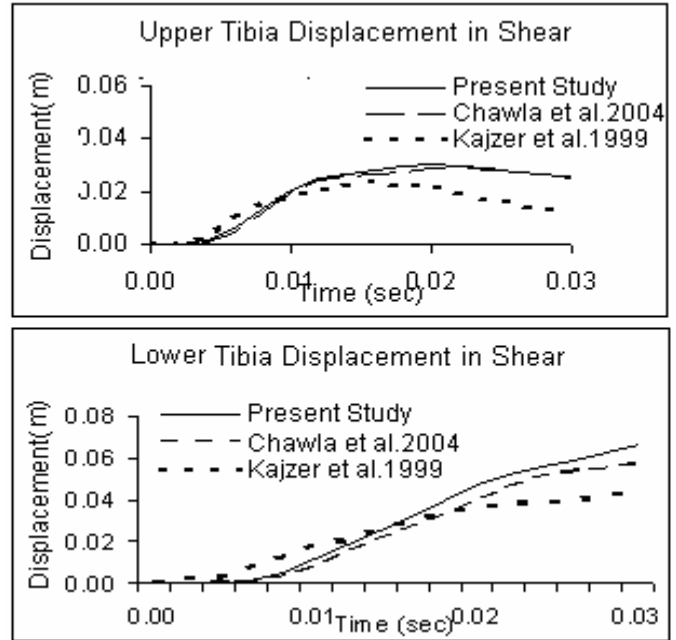 Upper Tibia Displacement in Shear
Displacement(m)
0.06
0.04
0.02
0.00
Present Study
Chawla et al.2004
Kajzer et al.1999
0.00 0.01 0.02 0.03
Time (sec)
Lower Tibia Displacement in Shear
Displacement(m)
0.08
0.06
0.04
0.02
0.00
Present Study
Chawla et al.2004
Kajzer et al.1999
0.00 0.01 0.02 0.03
Time (sec)